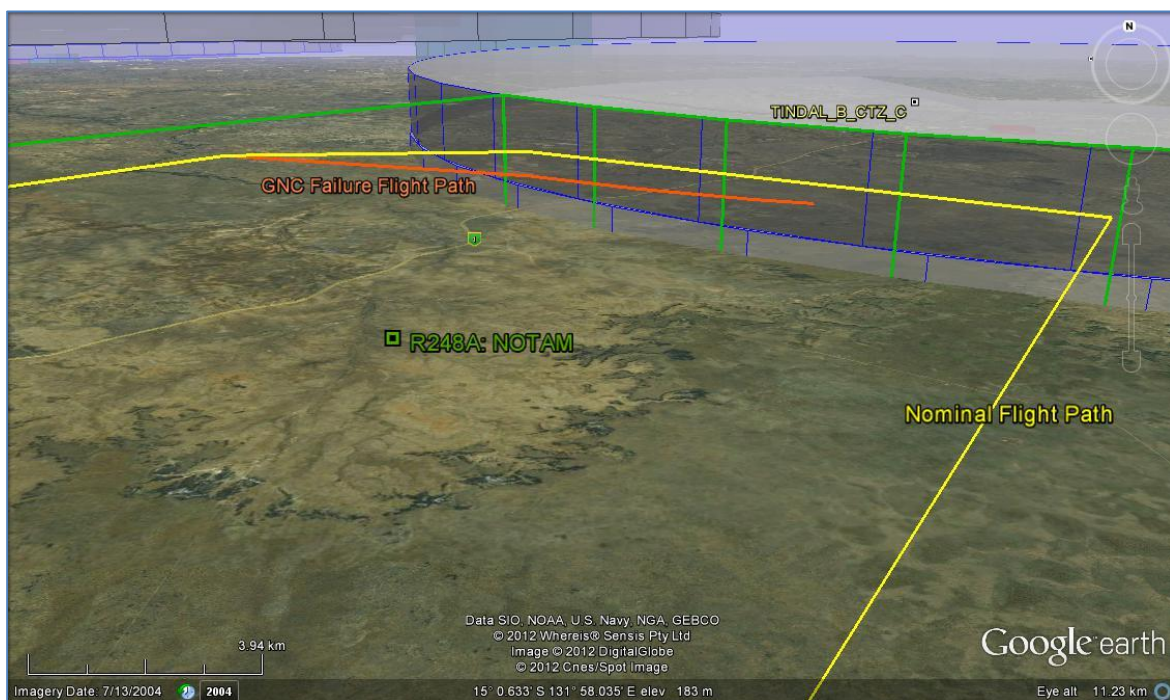 N
TINDAL_B_CTZ_C
GNC Failure Flight Path
R248A: NOTAM
Nominal Flight Path
Data SIO, NOAA, U.S. Navy, NGA, GEBCO
© 2012 Whereis® Sensis Pty Ltd
Image © 2012 DigitalGlobe
© 2012 Cnes/Spot Image
Google earth
3.94 km
Imagery Date: 7/13/2004 2004 15° 0.633' S 131° 58.035' E elev 183 m Eye alt 11.23 km